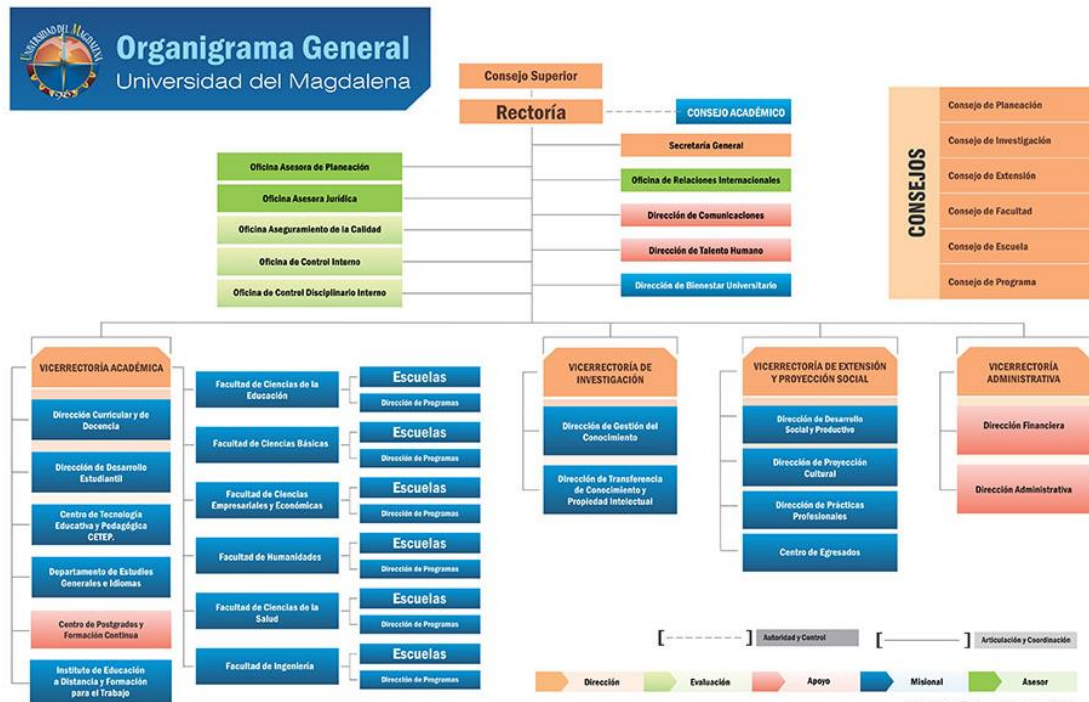 UNIVERSIDAD DEL MAGDALENA
Organigrama General
Universidad del Magdalena
Consejo Superior
Rectoría
CONSEJO ACADÉMICO
Secretaría General
Oficina de Relaciones Internacionales
Dirección de Comunicaciones
Dirección de Talento Humano
Dirección de Bienestar Universitario
Oficina Asesora de Planeación
Oficina Asesora Jurídica
Oficina Aseguramiento de la Calidad
Oficina de Control Interno
Oficina de Control Disciplinario Interno
CONSEJOS
Consejo de Planeación
Consejo de Investigación
Consejo de Extensión
Consejo de Facultad
Consejo de Escuela
Consejo de Programa
VICERRECTORÍA ACADÉMICA
Dirección Curricular y de
Docencia
Dirección de Desarrollo
Estudiantil
Centro de Tecnología
Educativa y Pedagógica
CETEP.
Departamento de Estudios
Generales e Idiomas
Centro de Postgrados y
Formación Continua
Instituto de Educación
a Distancia y Formación
para el Trabajo
Facultad de Ciencias de la
Educación
Escuelas
Dirección de Programas
Facultad de Ciencias Básicas
Escuelas
Dirección de Programas
Facultad de Ciencias
Empresariales y Económicas
Escuelas
Dirección de Programas
Facultad de Humanidades
Escuelas
Dirección de Programas
Facultad de Ciencias de la
Salud
Escuelas
Dirección de Programas
Facultad de Ingeniería
Escuelas
Dirección de Programas
VICERRECTORÍA DE
INVESTIGACIÓN
Dirección de Gestión del
Conocimiento
Dirección de Transferencia
de Conocimiento y
Propiedad Intelectual
VICERRECTORÍA DE EXTENSIÓN
Y PROYECCIÓN SOCIAL
Dirección de Desarrollo
Social y Productivo
Dirección de Proyección
Cultural
Dirección de Prácticas
Profesionales
Centro de Egresados
VICERRECTORÍA
ADMINISTRATIVA
Dirección Financiera
Dirección Administrativa
Autoridad y Control
Articulación y Coordinación
Dirección
Evaluación
Apoyo
Misional
Asesor